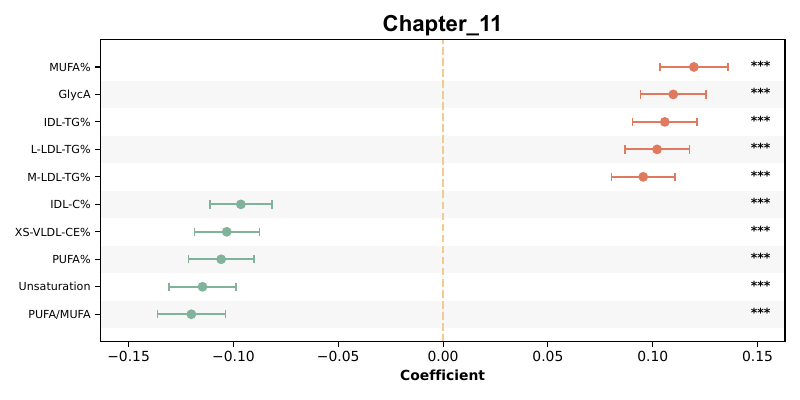 Chapter_11
MUFA% ***
GlycA ***
IDL-TG% ***
L-LDL-TG% ***
M-LDL-TG% ***
IDL-C% ***
XS-VLDL-CE% ***
PUFA% ***
Unsaturation ***
PUFA/MUFA ***
−0.15 −0.10 −0.05 0.00 0.05 0.10 0.15
Coefficient